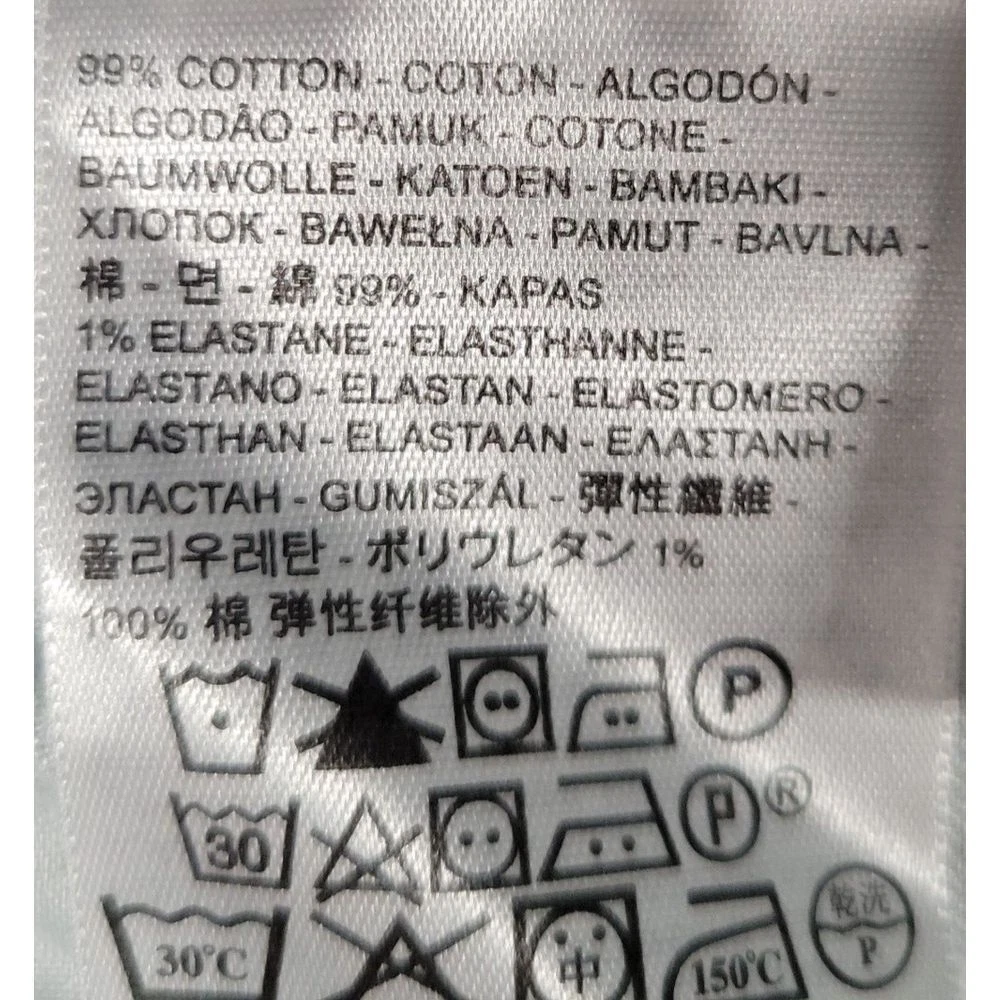 99% COTTON - COTON - ALGODÓN -
ALGODÃO - PAMUK - COTONE -
BAUMWOLLE - KATOEN - BAMBAKI -
ХЛОПОК - BAWEŁNA - PAMUT - BAVLNA -
棉 - 면 - 綿 99% - KAPAS
1% ELASTANE - ELASTHANNE -
ELASTANO - ELASTAN - ELASTOMERO -
ELASTHAN - ELASTAAN - ΕΛΑΣΤΑΝΗ -
ЭЛАСТАН - GUMISZÁL - 彈性纖維 -
폴리우레탄 - ポリウレタン 1%
100% 棉 弹性纤维除外
P
30 P ®
30°C 中 150°C 乾洗 P